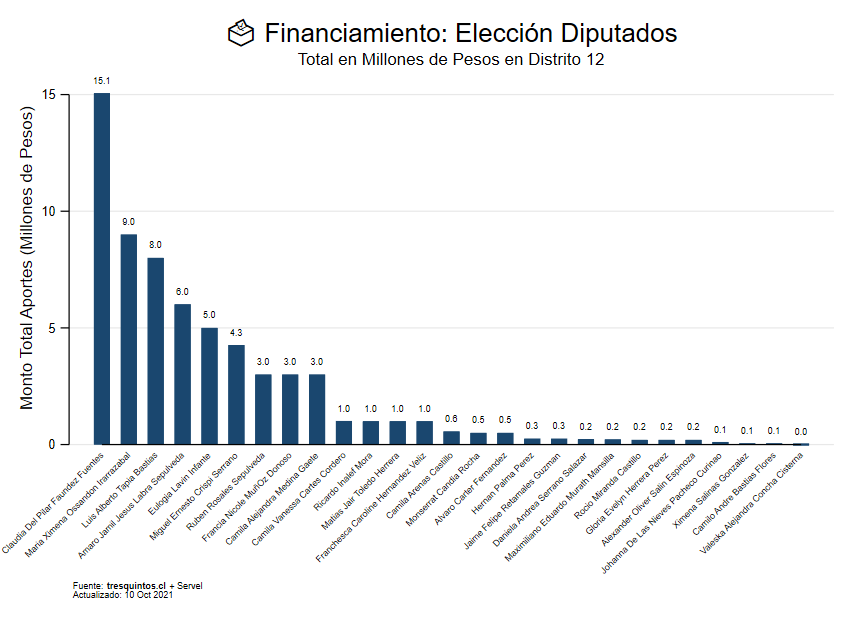 Financiamiento: Elección Diputados
Total en Millones de Pesos en Distrito 12
Monto Total Aportes (Millones de Pesos)
15
10
5
0
15.1
9.0
8.0
6.0
5.0
4.3
3.0
3.0
3.0
1.0
1.0
1.0
1.0
0.6
0.5
0.5
0.3
0.3
0.2
0.2
0.2
0.2
0.2
0.1
0.1
0.1
0.0
Claudia Del Pilar Faundez Fuentes
Maria Ximena Ossandon Irarrazabal
Luis Alberto Tapia Bastias
Amaro Jamil Jesus Labra Sepulveda
Eulogia Lavin Infante
Miguel Ernesto Crispi Serrano
Ruben Rosales Sepulveda
Francia Nicole MuñOz Donoso
Camila Alejandra Medina Gaete
Camila Vanessa Cartes Cordero
Ricardo Inalef Mora
Matias Jair Toledo Herrera
Franchesca Caroline Hernandez Veliz
Camila Arenas Castillo
Monserrat Candia Rocha
Alvaro Carter Fernandez
Hernan Palma Perez
Jaime Felipe Retamales Guzman
Daniela Andrea Serrano Salazar
Maximiliano Eduardo Murath Mansilla
Rocio Miranda Castillo
Gloria Evelyn Herrera Perez
Alexander Oliver Salin Espinoza
Johanna De Las Nieves Pacheco Curinao
Ximena Salinas Gonzalez
Camilo Andre Bastias Flores
Valeska Alejandra Concha Cisterna
Fuente: tresquintos.cl + Servel
Actualizado: 10 Oct 2021